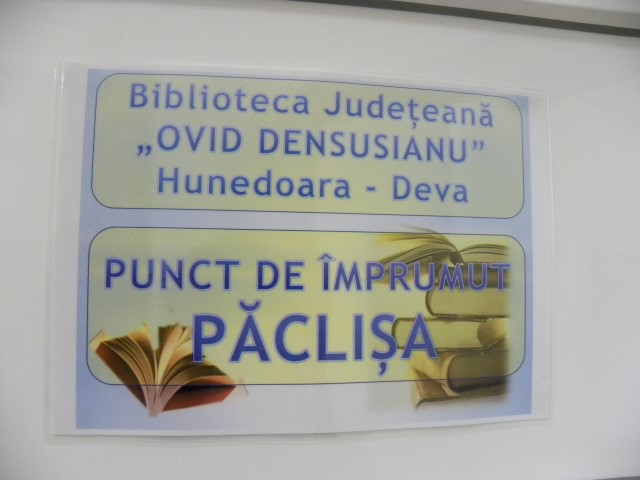 Biblioteca Județeană
„OVID DENSUSIANU”
Hunedoara - Deva
PUNCT DE ÎMPRUMUT
PĂCLIȘA